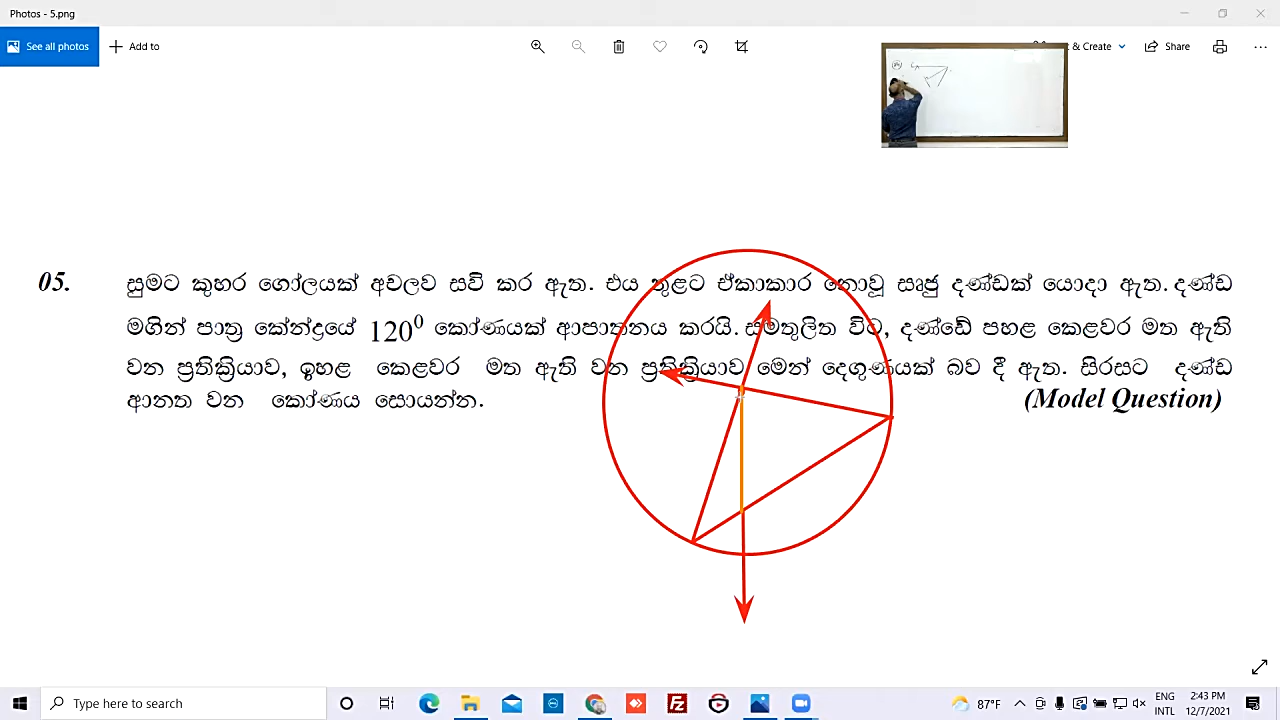 Photos - 5.png
See all photos
Add to
& Create
Share
05. සුමට කුහර ගෝලයක් අචලව සවි කර ඇත. එය තුළට ඒකාකාර නොවූ සෘජු දණ්ඩක් යොදා ඇත. දණ්ඩ
මගින් පාත්‍ර කේන්ද්‍රයේ 120⁰ කෝණයක් ආපාතනය කරයි. සමතුලිත විට, දණ්ඩේ පහළ කෙළවර මත ඇති
වන ප්‍රතික්‍රියාව, ඉහළ කෙළවර මත ඇති වන ප්‍රතික්‍රියාව මෙන් දෙගුණයක් බව දී ඇත. සිරසට දණ්ඩ
ආනත වන කෝණය සොයන්න. (Model Question)
Type here to search
87°F
ENG
INTL
2:43 PM
12/7/2021